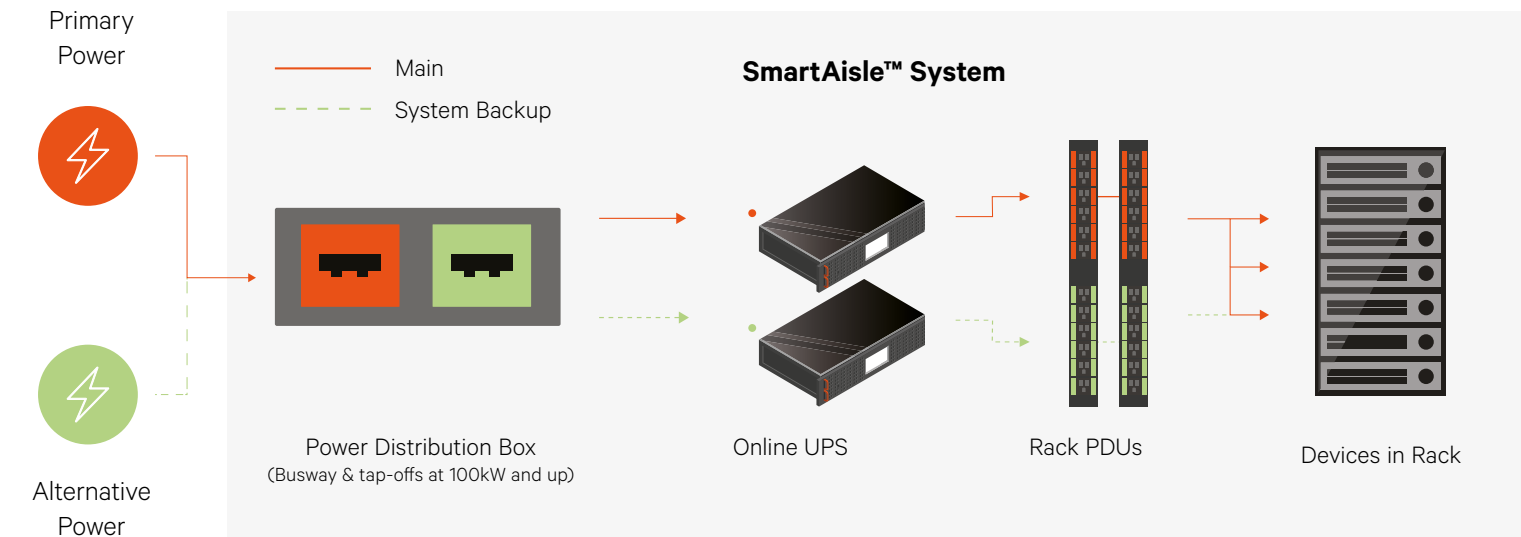 Primary
Power
Main
SmartAisle™ System
System Backup
Power Distribution Box
(Busway & tap-offs at 100kW and up)
Online UPS
Rack PDUs
Devices in Rack
Alternative
Power